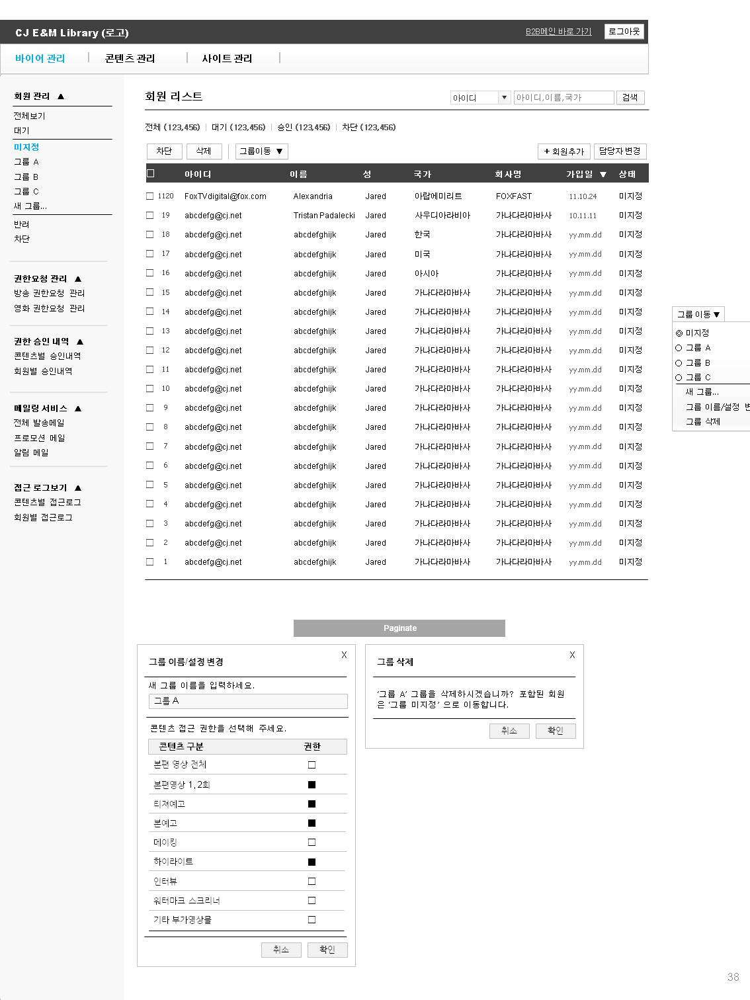 CJ E&M Library (로고)
B2B메인 바로 가기
로그아웃
바이어 관리
콘텐츠 관리
사이트 관리
회원 관리 ▲
전체보기
대기
미지정
그룹 A
그룹 B
그룹 C
새 그룹...
반려
차단
권한요청 관리 ▲
방송 권한요청 관리
영화 권한요청 관리
권한 승인 내역 ▲
콘텐츠별 승인내역
회원별 승인내역
메일링 서비스 ▲
전체 발송메일
프로모션 메일
알림 메일
접근 로그보기 ▲
콘텐츠별 접근로그
회원별 접근로그
회원 리스트
아이디 ▼
아이디,이름,국가
검색
전체 (123,456) | 대기 (123,456) | 승인 (123,456) | 차단 (123,456)
차단 삭제 | 그룹이동 ▼ + 회원추가 담당자 변경
아이디 이름 성 국가 회사명 가입일 ▼ 상태
1120 FoxTVdigital@fox.com Alexandria Jared 아랍에미리트 FOXFAST 11.10.24 미지정
19 abcdefg@cj.net Tristan Padalecki Jared 사우디아라비아 가나다라마바사 10.11.11 미지정
18 abcdefg@cj.net abcdefghijk Jared 한국 가나다라마바사 yy.mm.dd 미지정
17 abcdefg@cj.net abcdefghijk Jared 미국 가나다라마바사 yy.mm.dd 미지정
16 abcdefg@cj.net abcdefghijk Jared 아시아 가나다라마바사 yy.mm.dd 미지정
15 abcdefg@cj.net abcdefghijk Jared 가나다라마바사 가나다라마바사 yy.mm.dd 미지정
14 abcdefg@cj.net abcdefghijk Jared 가나다라마바사 가나다라마바사 yy.mm.dd 미지정
13 abcdefg@cj.net abcdefghijk Jared 가나다라마바사 가나다라마바사 yy.mm.dd 미지정
12 abcdefg@cj.net abcdefghijk Jared 가나다라마바사 가나다라마바사 yy.mm.dd 미지정
11 abcdefg@cj.net abcdefghijk Jared 가나다라마바사 가나다라마바사 yy.mm.dd 미지정
10 abcdefg@cj.net abcdefghijk Jared 가나다라마바사 가나다라마바사 yy.mm.dd 미지정
9 abcdefg@cj.net abcdefghijk Jared 가나다라마바사 가나다라마바사 yy.mm.dd 미지정
8 abcdefg@cj.net abcdefghijk Jared 가나다라마바사 가나다라마바사 yy.mm.dd 미지정
7 abcdefg@cj.net abcdefghijk Jared 가나다라마바사 가나다라마바사 yy.mm.dd 미지정
6 abcdefg@cj.net abcdefghijk Jared 가나다라마바사 가나다라마바사 yy.mm.dd 미지정
5 abcdefg@cj.net abcdefghijk Jared 가나다라마바사 가나다라마바사 yy.mm.dd 미지정
4 abcdefg@cj.net abcdefghijk Jared 가나다라마바사 가나다라마바사 yy.mm.dd 미지정
3 abcdefg@cj.net abcdefghijk Jared 가나다라마바사 가나다라마바사 yy.mm.dd 미지정
2 abcdefg@cj.net abcdefghijk Jared 가나다라마바사 가나다라마바사 yy.mm.dd 미지정
1 abcdefg@cj.net abcdefghijk Jared 가나다라마바사 가나다라마바사 yy.mm.dd 미지정
Paginate
그룹 이동 ▼
미지정
그룹 A
그룹 B
그룹 C
새 그룹...
그룹 이름/설정 변
그룹 삭제
그룹 이름/설정 변경 X
새 그룹 이름을 입력하세요.
그룹 A
콘텐츠 접근 권한을 선택해 주세요.
콘텐츠 구분 권한
본편 영상 전체
본편영상 1,2회
티져예고
본예고
메이킹
하이라이트
인터뷰
워터마크 스크리너
기타 부가영상물
취소 확인
그룹 삭제 X
‘그룹 A’ 그룹을 삭제하시겠습니까? 포함된 회원
은 ‘그룹 미지정’ 으로 이동합니다.
취소 확인
38